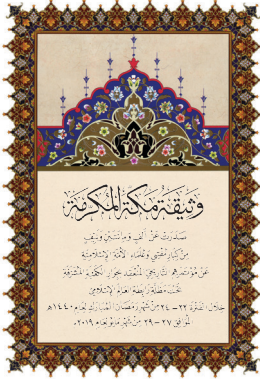 وثيقة مكة المكرمة
صدرت عن ألف ومائتين ونيف
من كبار مفتي وعلماء الأمة الإسلامية
عن مؤتمرهم التاريخي المنعقد بجوار الكعبة المشرفة
تحت مظلة رابطة العالم الإسلامي
خلال الفترة ٢٢-٢٤ من شهر رمضان المبارك لعام ١٤٤٠هـ
الموافق ٢٧-٢٩ من شهر مايو لعام ٢٠١٩م